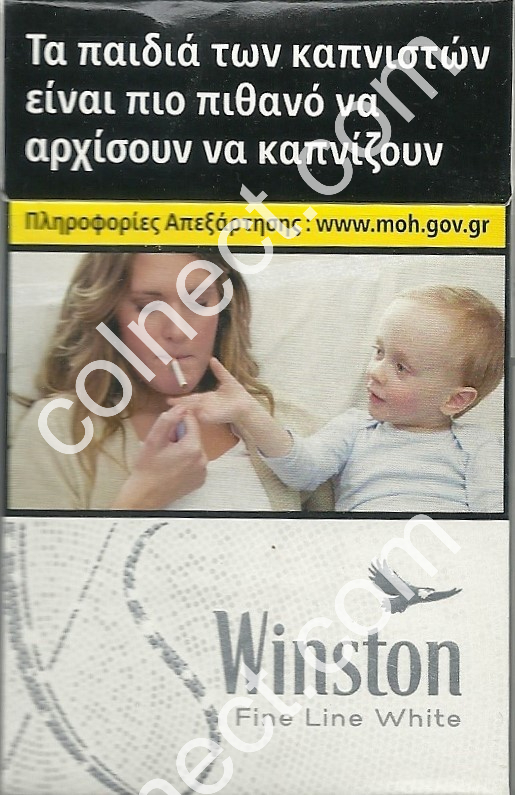 Τα παιδιά των καπνιστών
είναι πιο πιθανό να
αρχίσουν να καπνίζουν
Πληροφορίες Απεξάρτησης : www.moh.gov.gr
colnect.com
Winston
Fine Line White
colnect.com